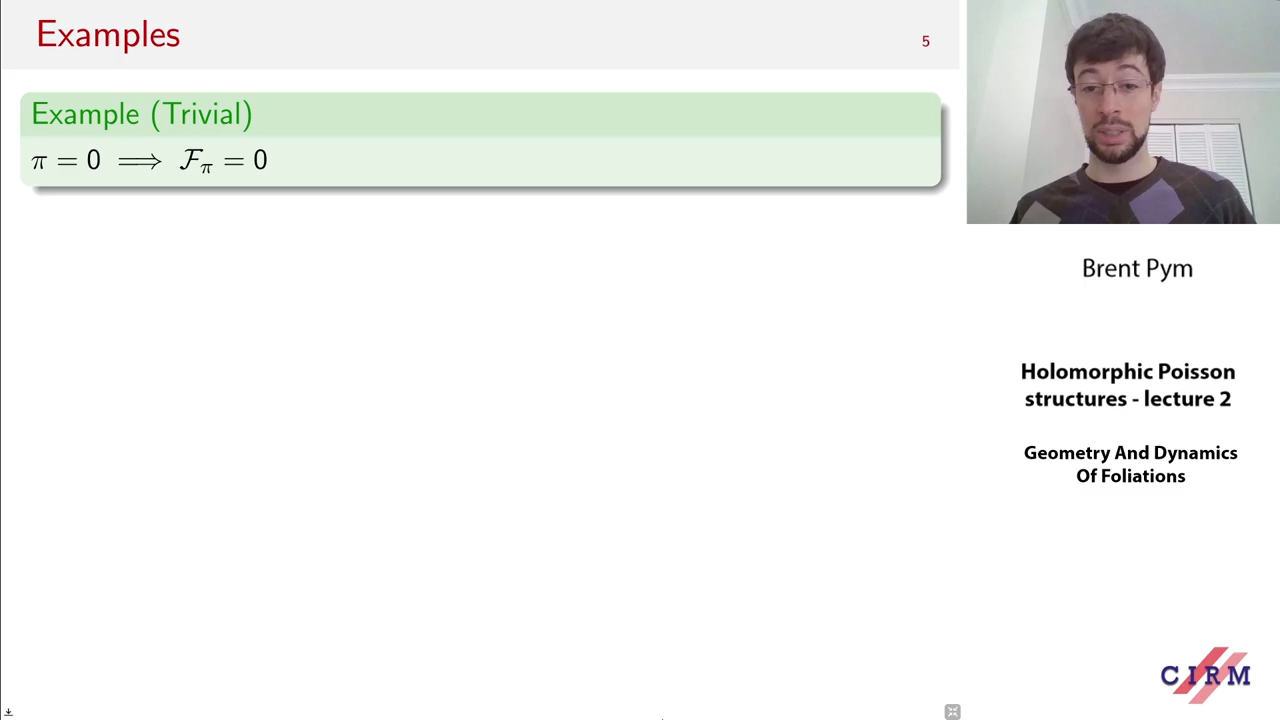 Examples
5
Example (Trivial)
π = 0 ⟹ 𝓕π = 0
Brent Pym
Holomorphic Poisson
structures - lecture 2
Geometry And Dynamics
Of Foliations
CIRM